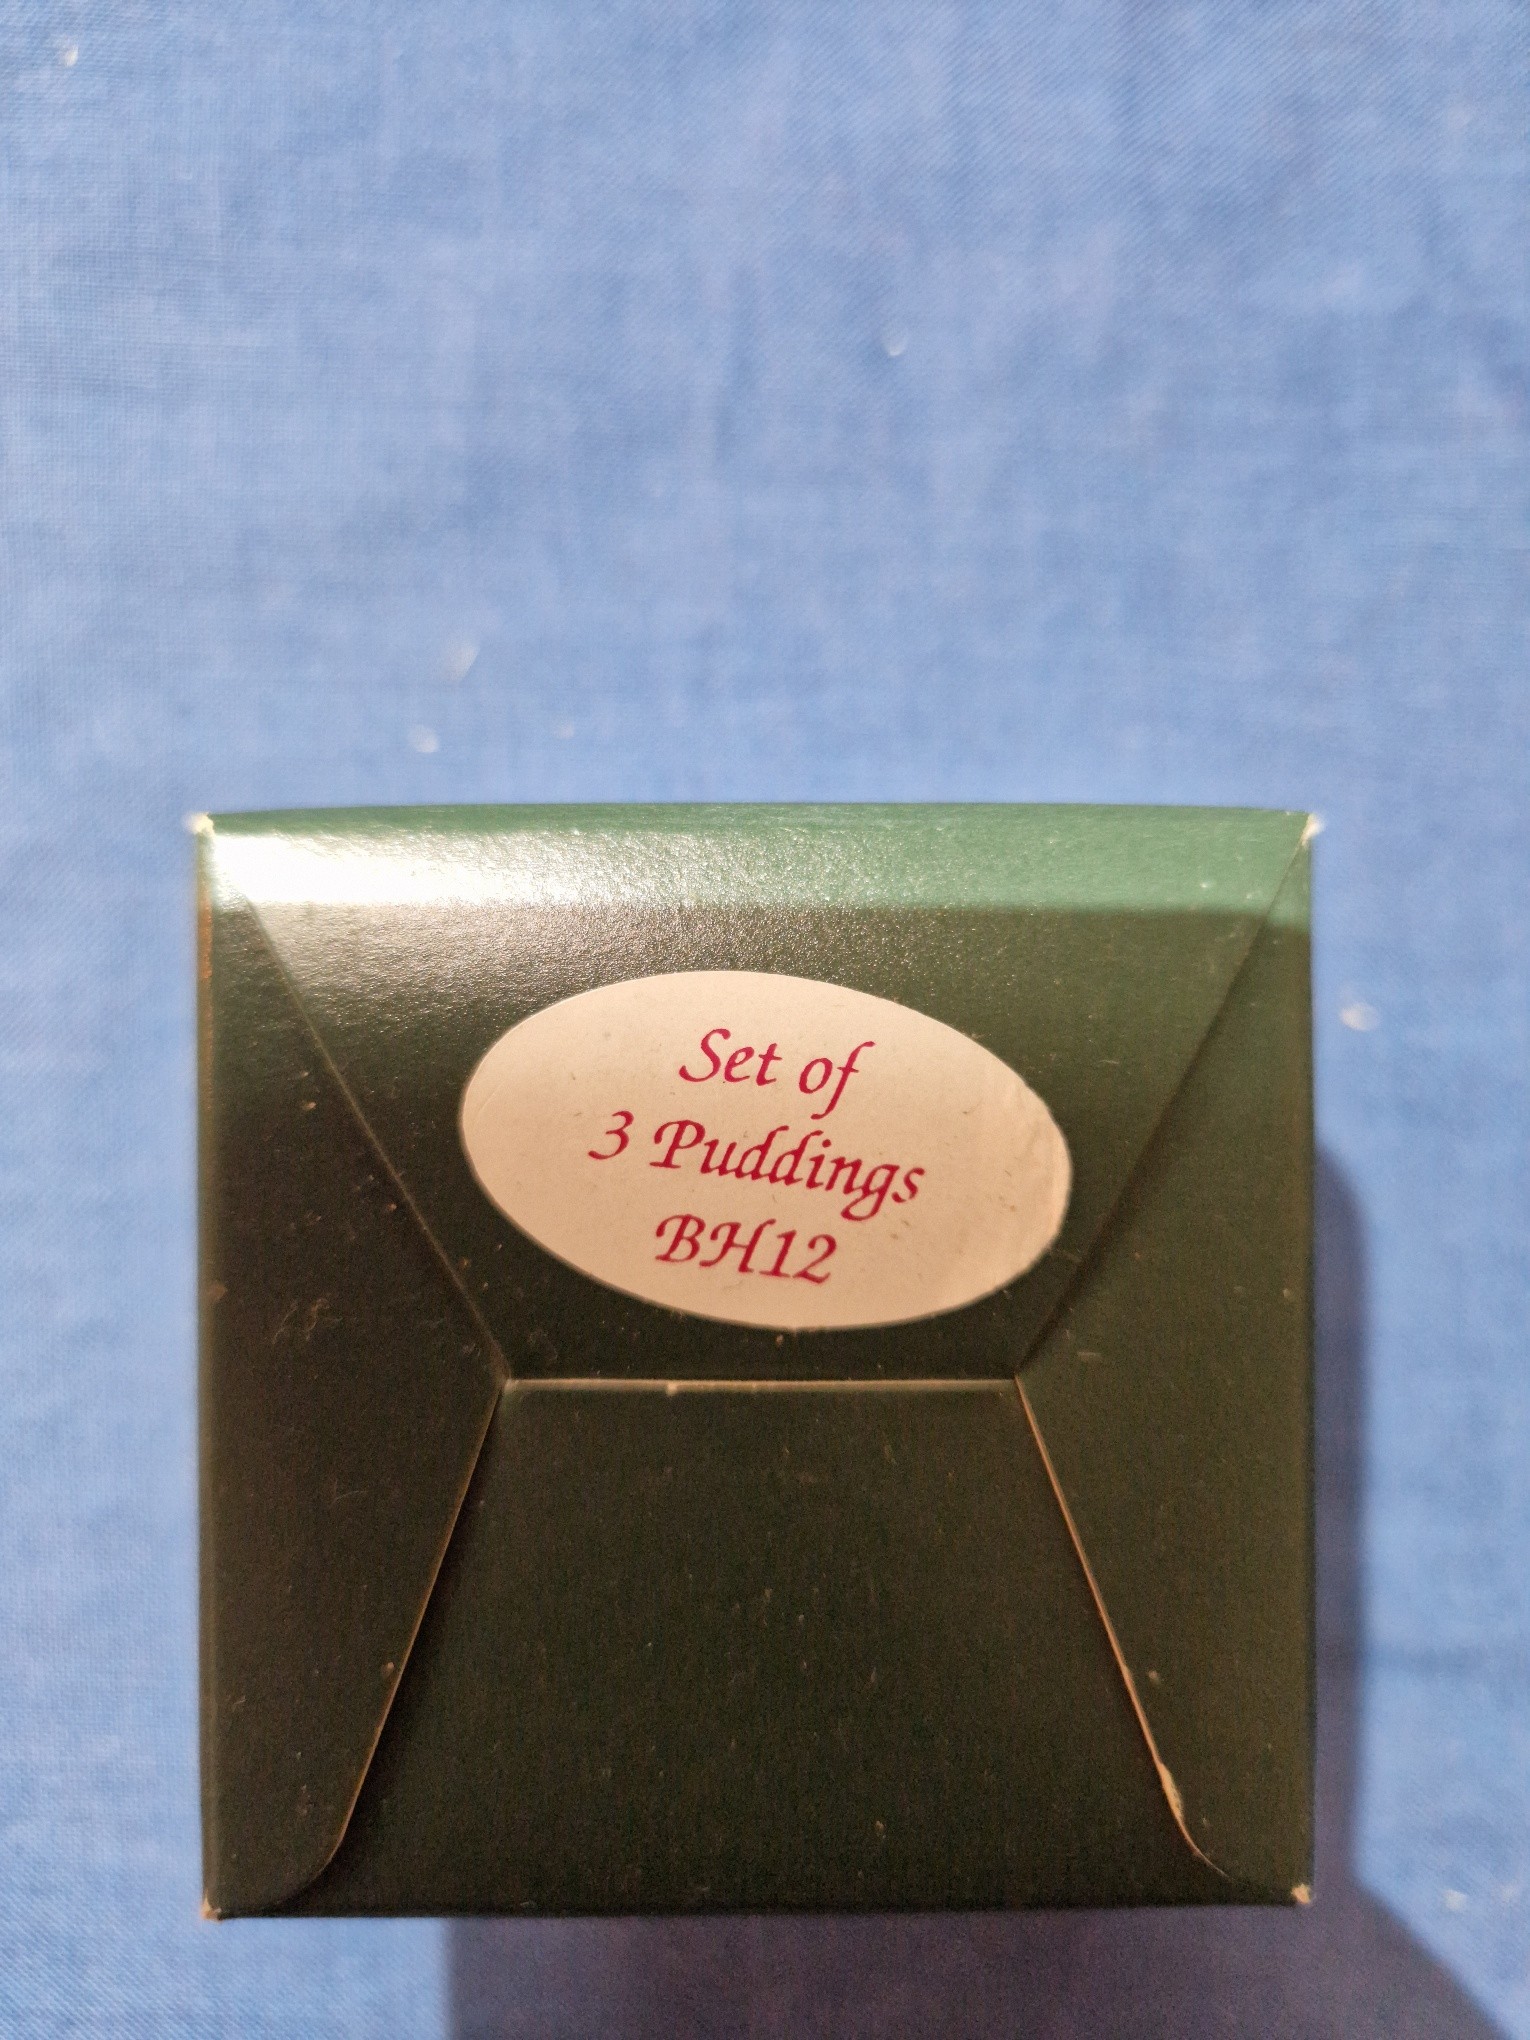 Set of
3 Puddings
BH12